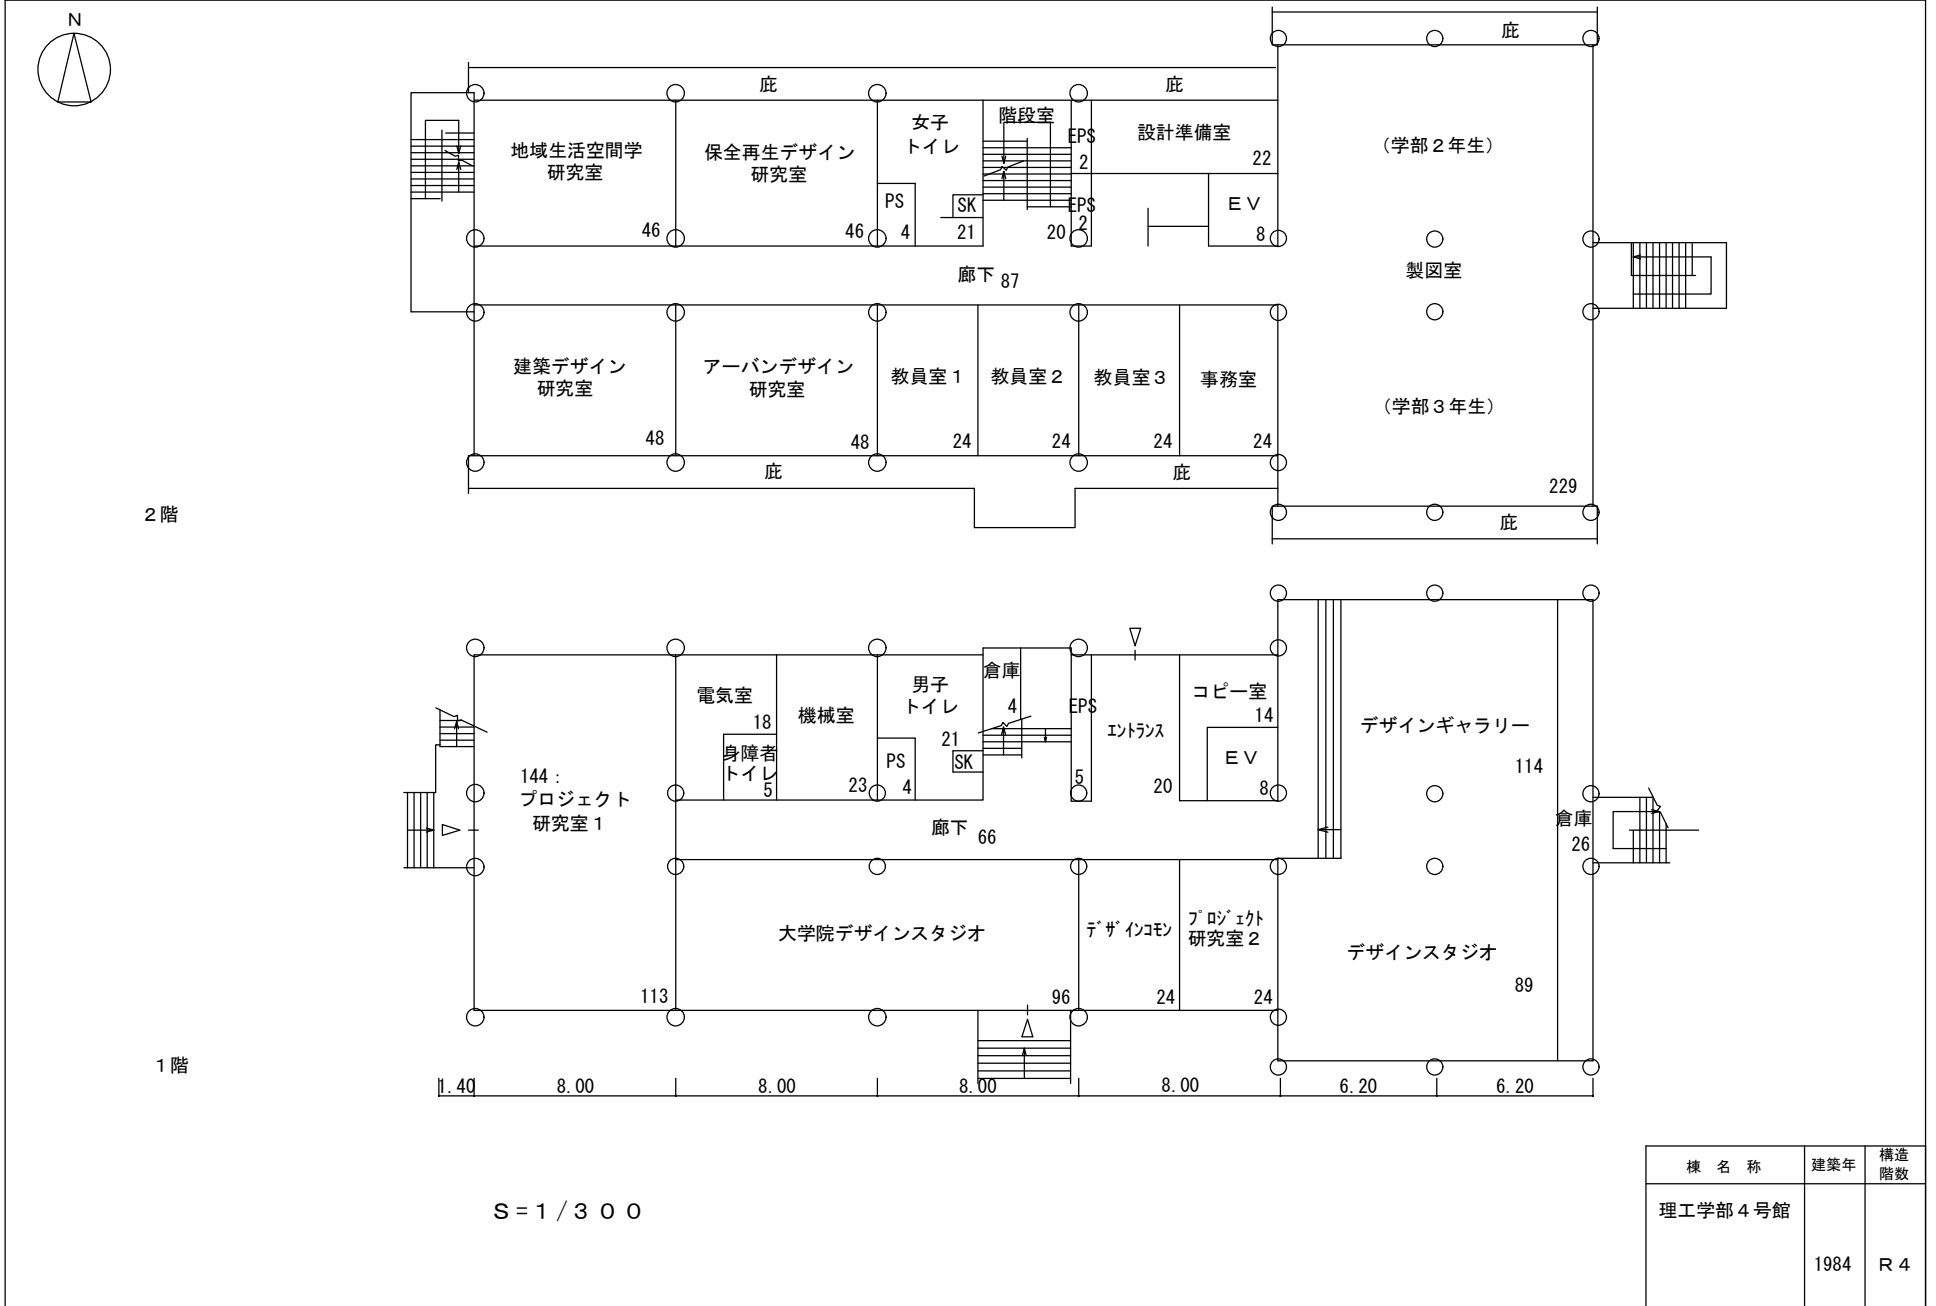 N
庇
庇
庇
地域生活空間学
研究室
46
保全再生デザイン
研究室
46
女子
トイレ
PS
4
SK
21
階段室
20
EPS
2
EPS
2
設計準備室
22
EV
8
(学部2年生)
製図室
(学部3年生)
229
廊下 87
建築デザイン
研究室
48
アーバンデザイン
研究室
48
教員室1
24
教員室2
24
教員室3
24
事務室
24
庇
庇
庇
2階
144:
プロジェクト
研究室1
113
電気室
18
身障者
トイレ
5
機械室
23
男子
トイレ
21
PS
4
SK
倉庫
4
EPS
5
エントランス
20
コピー室
14
EV
8
デザインギャラリー
114
倉庫
26
廊下 66
大学院デザインスタジオ
96
デザインコモン
24
プロジェクト
研究室2
24
デザインスタジオ
89
1階
1.40 8.00 8.00 8.00 8.00 6.20 6.20
S=1/300
棟名称 建築年 構造
階数
理工学部4号館
1984 R4